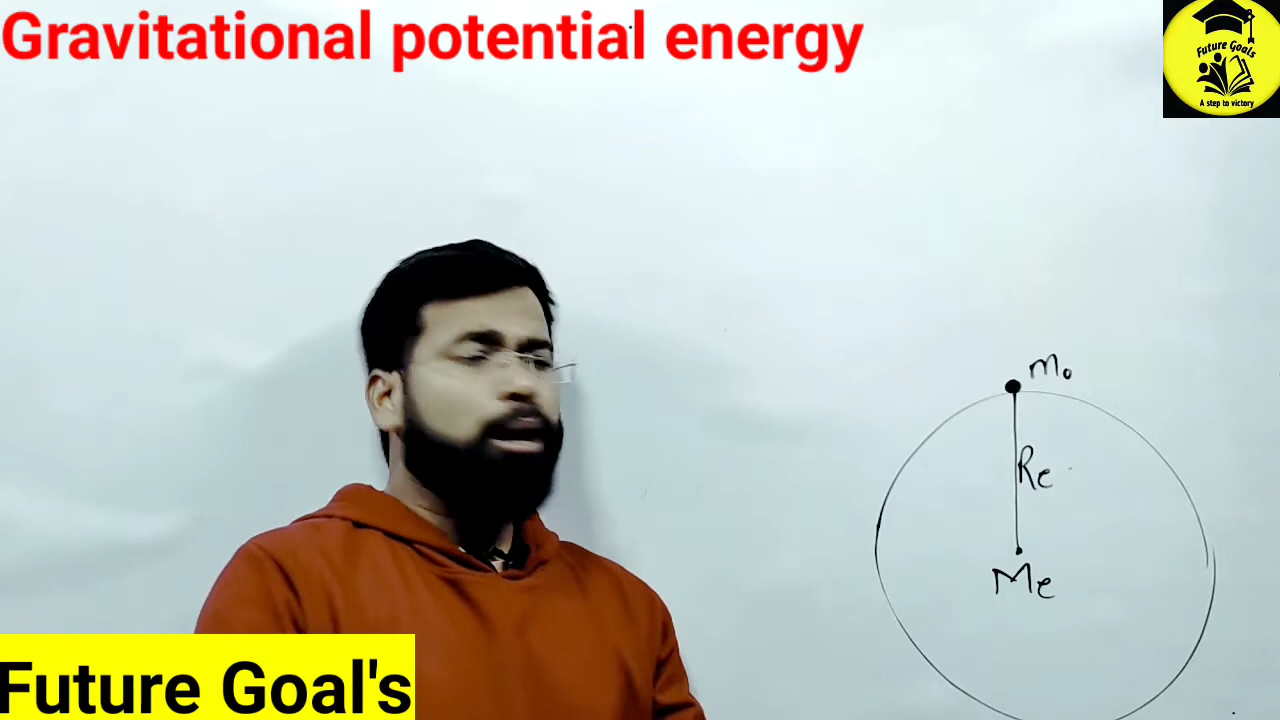 Gravitational potential energy
Future Goals
A step to victory
mo
Re
Me
Future Goal's